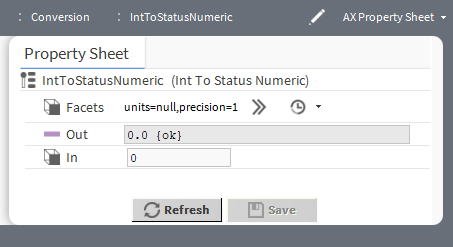 : Conversion : IntToStatusNumeric AX Property Sheet
Property Sheet
IntToStatusNumeric (Int To Status Numeric)
Facets units=null,precision=1
Out 0.0 {ok}
In 0
Refresh Save